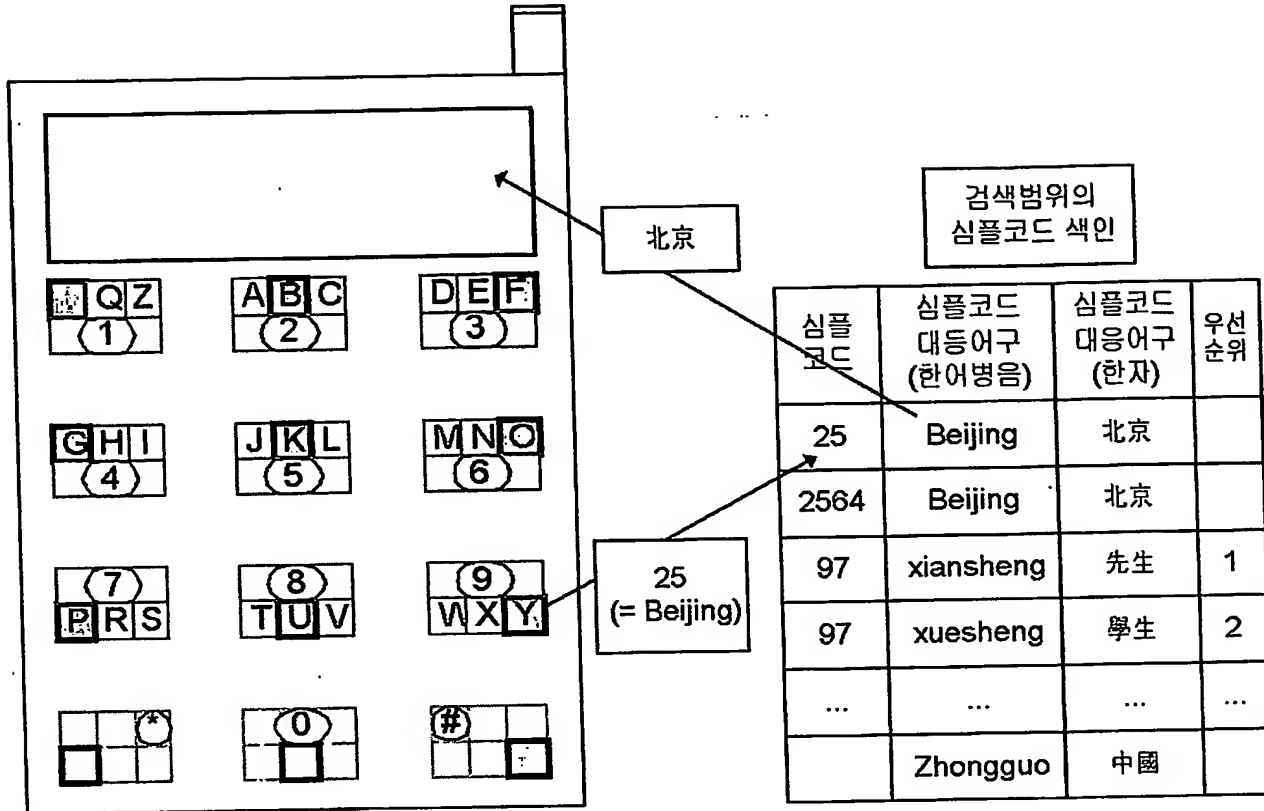 Q Z
1
A B C
2
D E F
3
G H I
4
J K L
5
M N O
6
7
P R S
8
T U V
9
W X Y
*
0
#
北京
25
(= Beijing)
검색범위의
심플코드 색인
심플
코드
심플코드
대등어구
(한어병음)
심플코드
대응어구
(한자)
우선
순위
25 Beijing 北京
2564 Beijing 北京
97 xiansheng 先生 1
97 xuesheng 學生 2
... ... ... ...
Zhongguo 中國